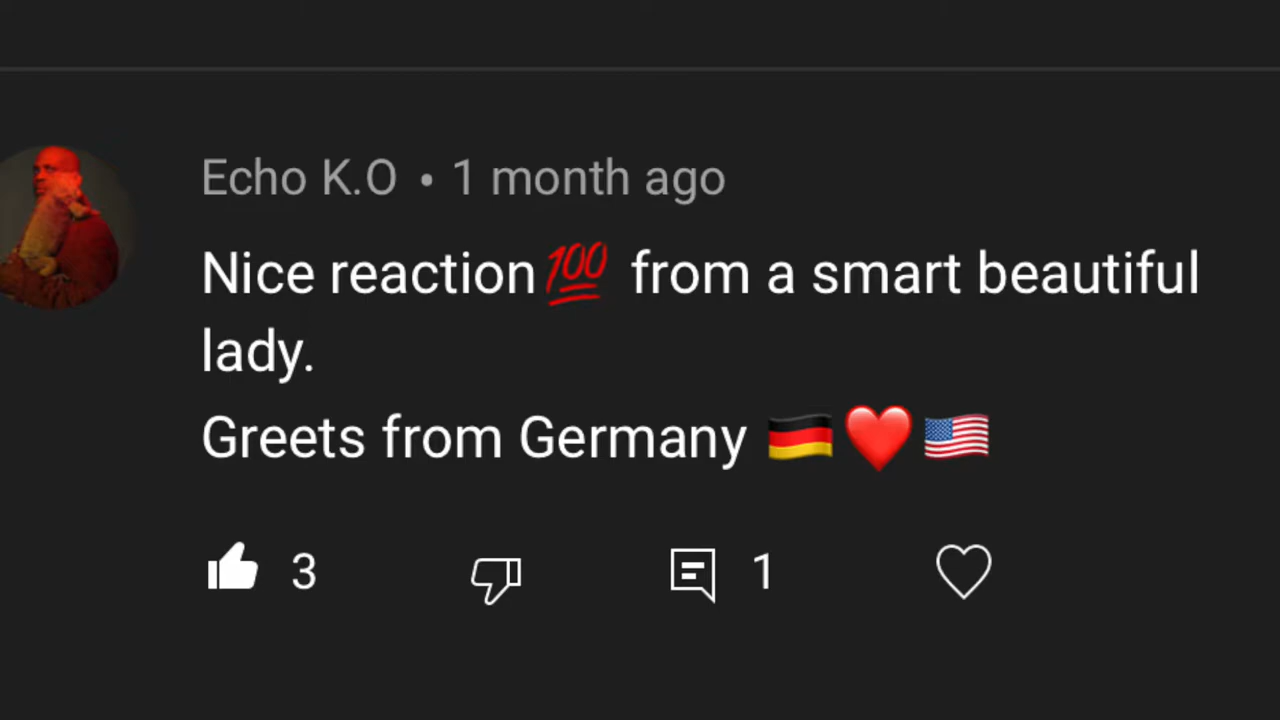 Echo K.O • 1 month ago
Nice reaction💯 from a smart beautiful
lady.
Greets from Germany 🇩🇪❤️🇺🇸
3 1